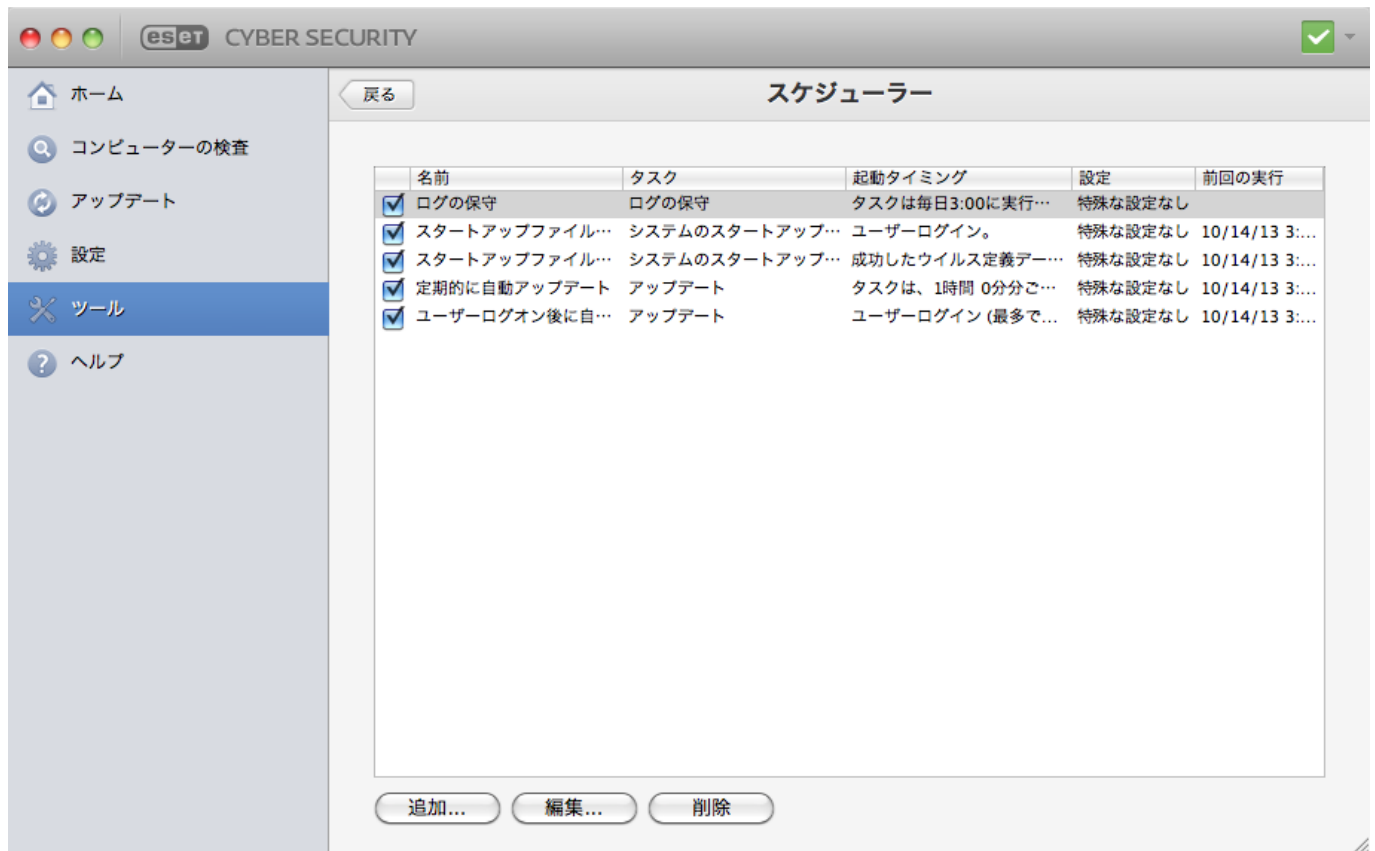 eset CYBER SECURITY
ホーム
コンピューターの検査
アップデート
設定
ツール
ヘルプ
戻る
スケジューラー
名前 タスク 起動タイミング 設定 前回の実行
ログの保守 ログの保守 タスクは毎日3:00に実行… 特殊な設定なし
スタートアップファイル… システムのスタートアップ… ユーザーログイン。 特殊な設定なし 10/14/13 3:...
スタートアップファイル… システムのスタートアップ… 成功したウイルス定義デー… 特殊な設定なし 10/14/13 3:...
定期的に自動アップデート アップデート タスクは、1時間 0分分ご… 特殊な設定なし 10/14/13 3:...
ユーザーログオン後に自… アップデート ユーザーログイン (最多で... 特殊な設定なし 10/14/13 3:...
追加... 編集... 削除